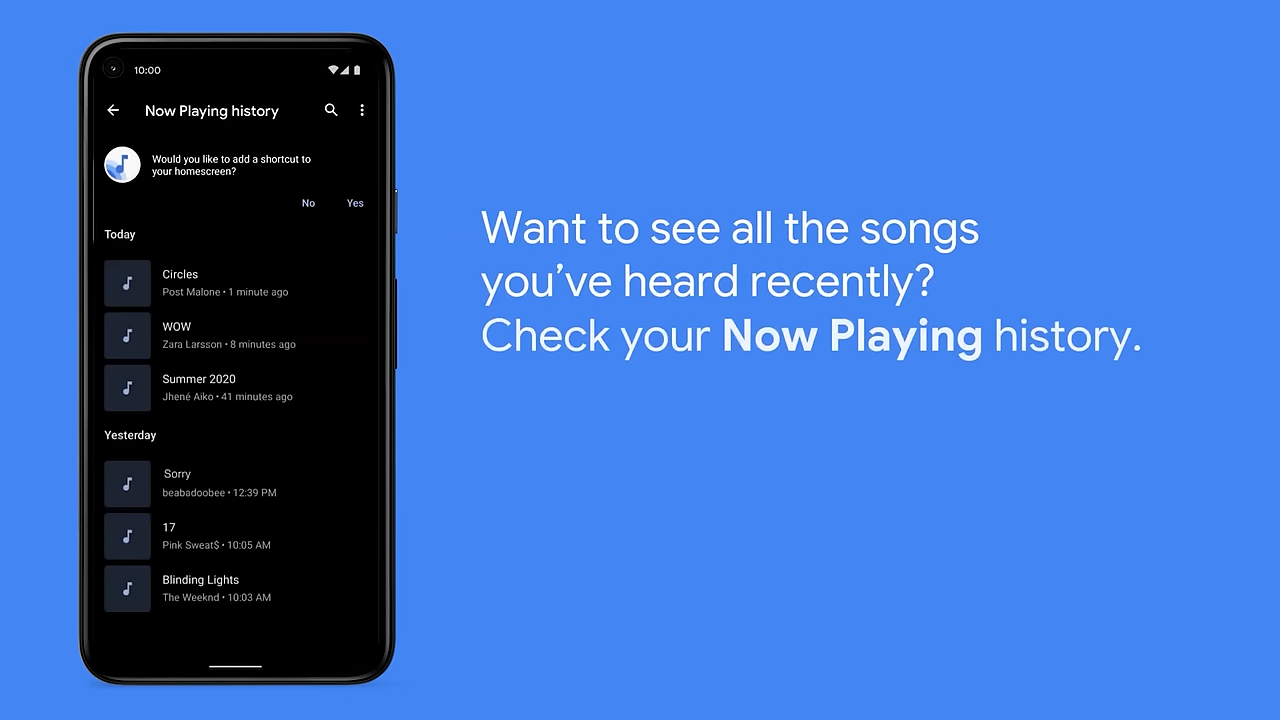 10:00
Now Playing history
Would you like to add a shortcut to
your homescreen?
No Yes
Today
Circles
Post Malone • 1 minute ago
WOW
Zara Larsson • 8 minutes ago
Summer 2020
Jhené Aiko • 41 minutes ago
Yesterday
Sorry
beabadoobee • 12:39 PM
17
Pink Sweat$ • 10:05 AM
Blinding Lights
The Weeknd • 10:03 AM
Want to see all the songs
you’ve heard recently?
Check your Now Playing history.